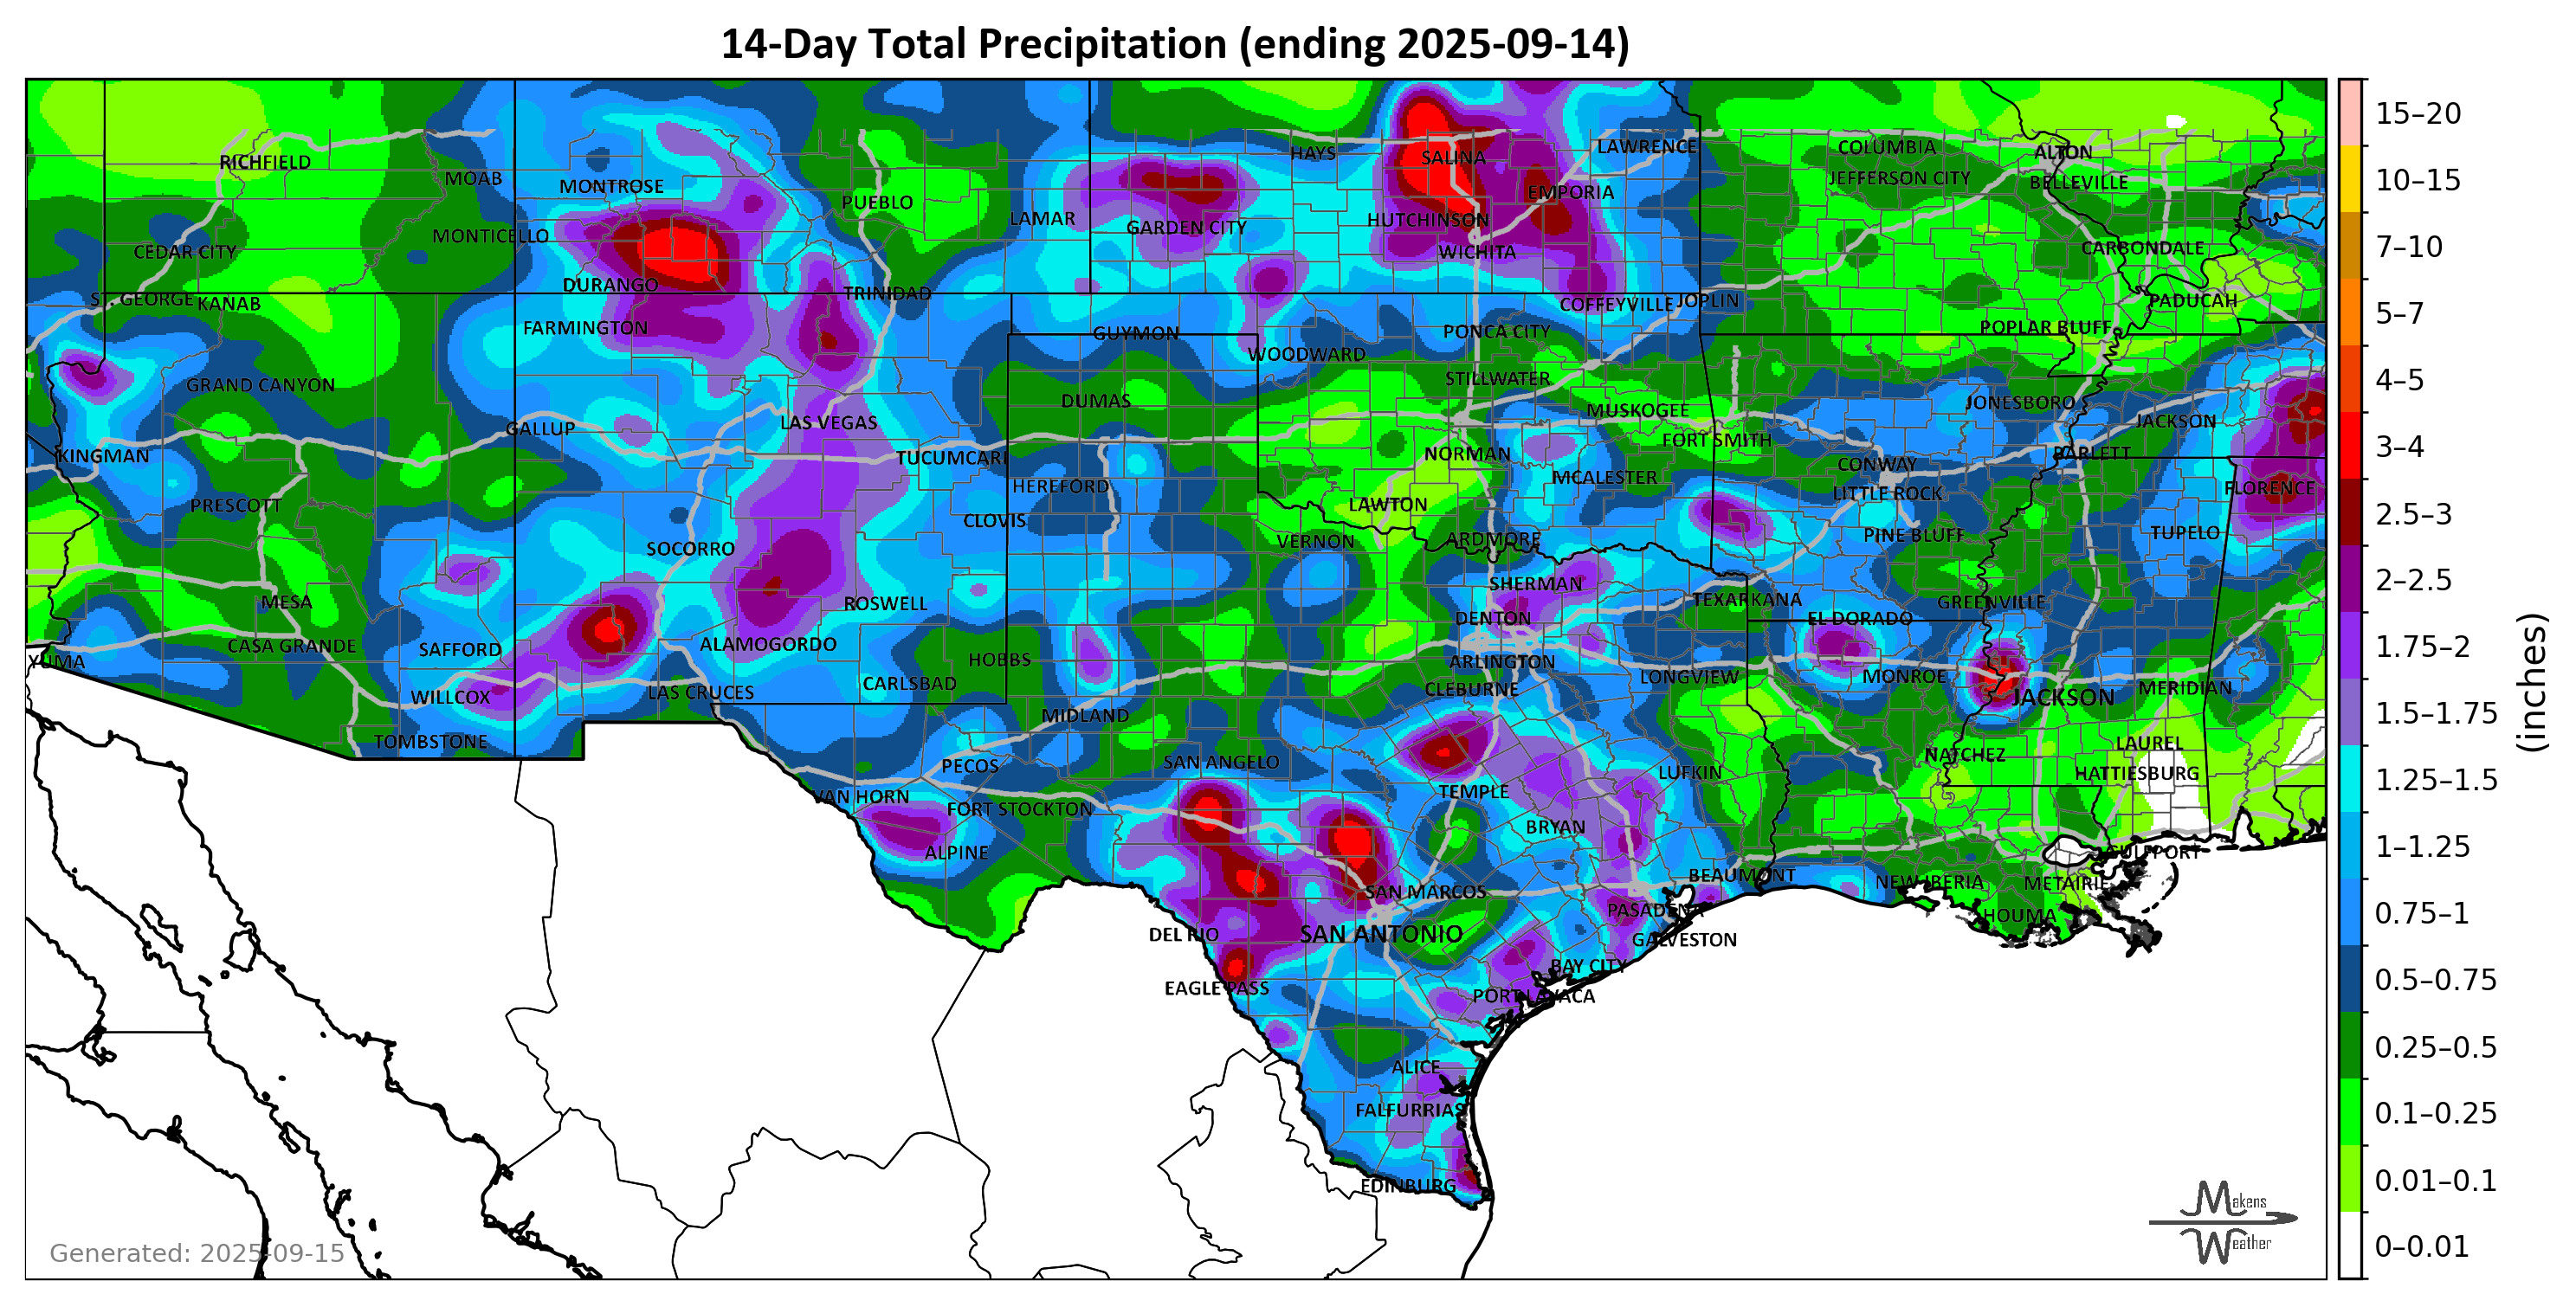 14-Day Total Precipitation (ending 2025-09-14)
RICHFIELD
MOAB
MONTROSE
PUEBLO
LAMAR
HAYS
SALINA
LAWRENCE
COLUMBIA
ALTON
JEFFERSON CITY
BELLEVILLE
EMPORIA
HUTCHINSON
GARDEN CITY
WICHITA
MONTICELLO
CEDAR CITY
CARBONDALE
DURANGO
TRINIDAD
ST. GEORGE
KANAB
COFFEYVILLE
JOPLIN
PADUCAH
FARMINGTON
GUYMON
PONCA CITY
POPLAR BLUFF
WOODWARD
GRAND CANYON
STILLWATER
DUMAS
MUSKOGEE
JONESBORO
JACKSON
GALLUP
LAS VEGAS
FORT SMITH
KINGMAN
TUCUMCARI
NORMAN
BARLETT
CONWAY
MCALESTER
HEREFORD
LITTLE ROCK
FLORENCE
PRESCOTT
LAWTON
CLOVIS
VERNON
ARDMORE
PINE BLUFF
TUPELO
SOCORRO
SHERMAN
MESA
ROSWELL
TEXARKANA
GREENVILLE
DENTON
EL DORADO
CASA GRANDE
SAFFORD
ALAMOGORDO
HOBBS
ARLINGTON
YUMA
LONGVIEW
MONROE
CARLSBAD
CLEBURNE
LAS CRUCES
WILLCOX
JACKSON
MERIDIAN
MIDLAND
TOMBSTONE
LAUREL
NATCHEZ
PECOS
SAN ANGELO
LUFKIN
HATTIESBURG
VAN HORN
FORT STOCKTON
TEMPLE
BRYAN
ALPINE
GULFPORT
BEAUMONT
NEW IBERIA
METAIRIE
SAN MARCOS
PASADENA
HOUMA
DEL RIO
SAN ANTONIO
GALVESTON
BAY CITY
EAGLE PASS
PORT LAVACA
ALICE
FALFURRIAS
EDINBURG
Generated: 2025-09-15
Makens
Weather
15–20
10–15
7–10
5–7
4–5
3–4
2.5–3
2–2.5
1.75–2
1.5–1.75
1.25–1.5
1–1.25
0.75–1
0.5–0.75
0.25–0.5
0.1–0.25
0.01–0.1
0–0.01
(inches)